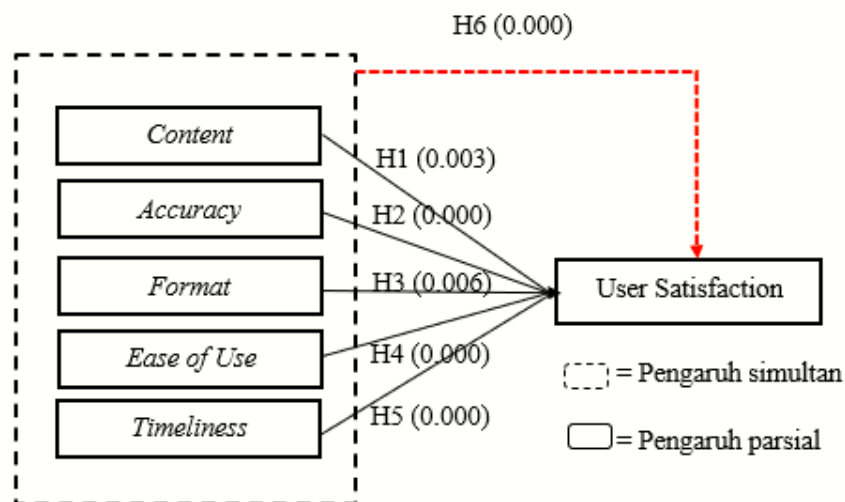 H6 (0.000)
Content
H1 (0.003)
Accuracy
H2 (0.000)
Format
H3 (0.006)
User Satisfaction
Ease of Use
H4 (0.000)
= Pengaruh simultan
Timeliness
H5 (0.000)
= Pengaruh parsial